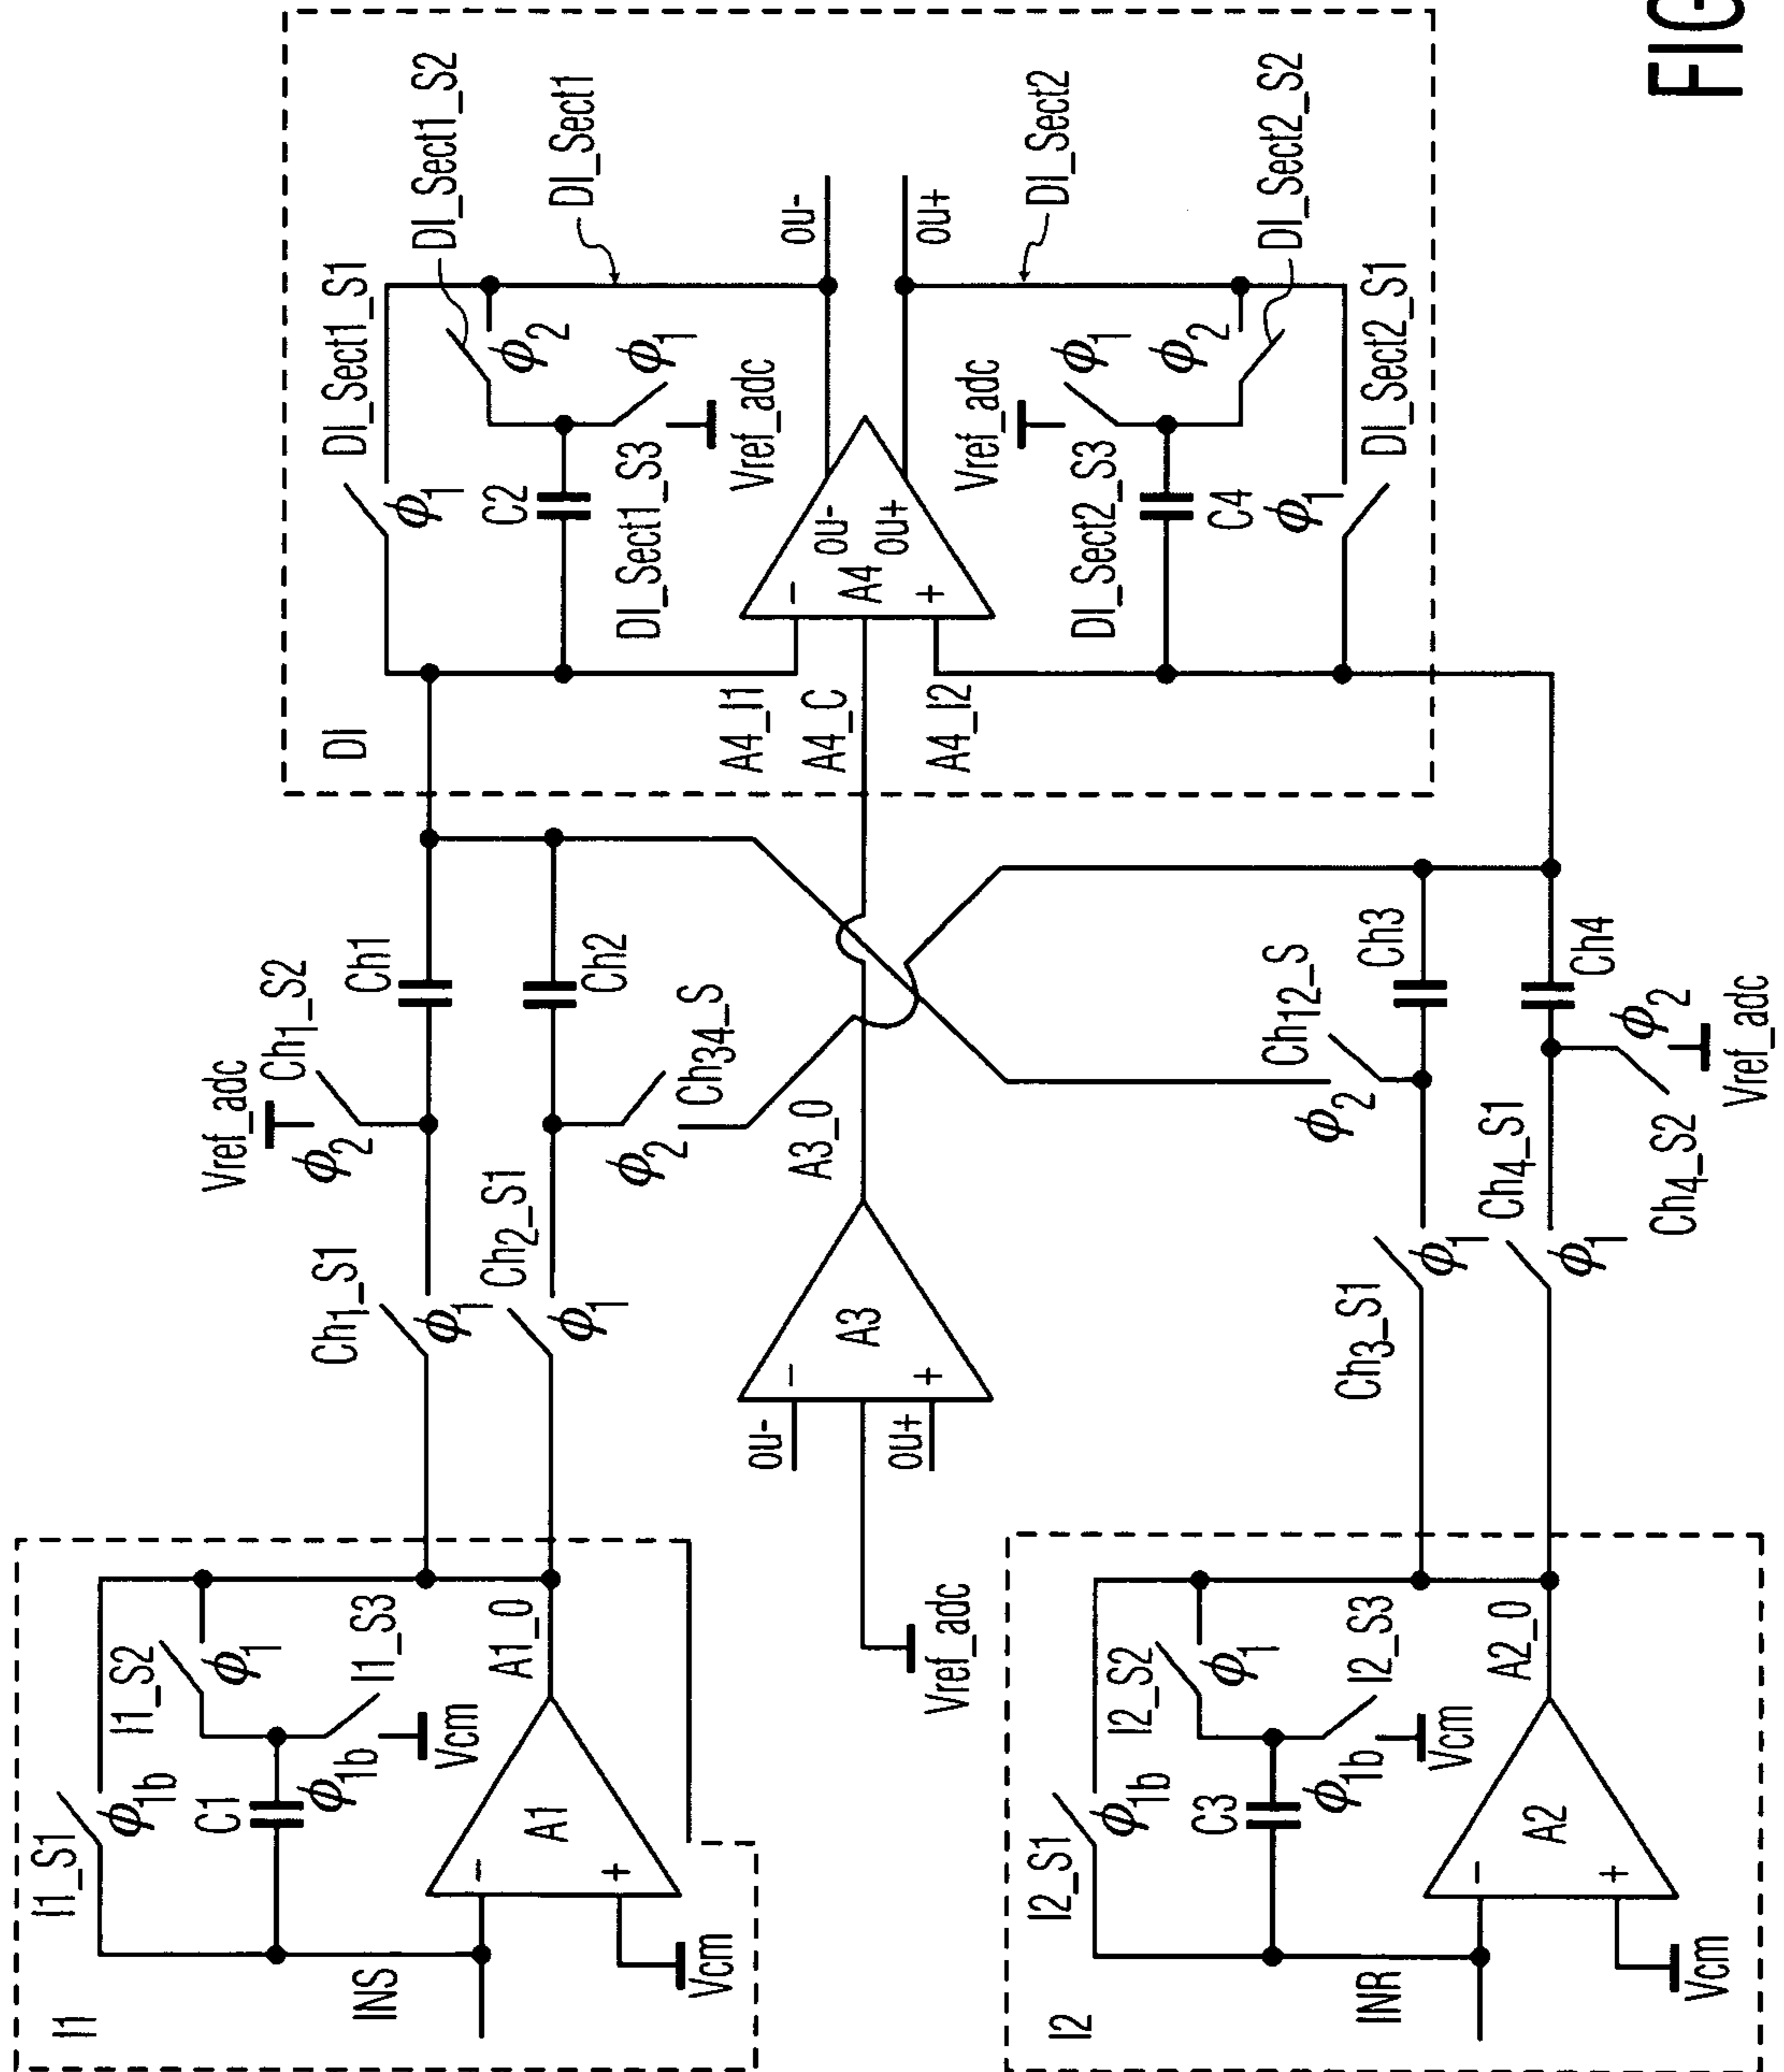 FIG
DI
DI_Sect1_S1
ϕ1
DI_Sect1_S2
ϕ2
DI_Sect1
C2
ϕ1
DI_Sect1_S3
Vref_adc
ou-
ou-
A4
ou+
ou+
-
+
A4_I1
A4_C
A4_I2
DI_Sect2
Vref_adc
ϕ1
ϕ2
DI_Sect2_S3
C4
DI_Sect2_S2
ϕ1
DI_Sect2_S1
Vref_adc
Ch1_S2
Ch1
ϕ2
Ch1_S1
ϕ1
Ch2_S1
ϕ1
Ch2
Ch34_S
ϕ2
A3_O
ou-
-
A3
ou+
+
Vref_adc
Ch12_S
ϕ2
Ch3
Ch3_S1
ϕ1
Ch4_S1
ϕ1
Ch4
ϕ2
Ch4_S2
Vref_adc
I1
I1_S1
ϕ1b
I1_S2
ϕ1
C1
ϕ1b
I1_S3
Vcm
INS
-
A1
+
A1_O
Vcm
I2
I2_S1
ϕ1b
I2_S2
ϕ1
C3
ϕ1b
I2_S3
Vcm
INR
-
A2
+
A2_O
Vcm